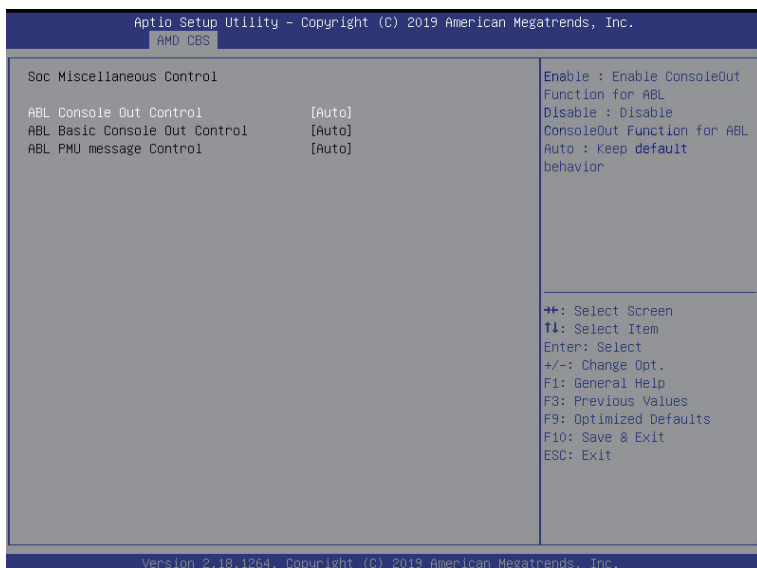 Aptio Setup Utility – Copyright (C) 2019 American Megatrends, Inc.
AMD CBS
Soc Miscellaneous Control
ABL Console Out Control [Auto]
ABL Basic Console Out Control [Auto]
ABL PMU message Control [Auto]
Enable : Enable ConsoleOut
Function for ABL
Disable : Disable
ConsoleOut Function for ABL
Auto : Keep default
behavior
→←: Select Screen
↑↓: Select Item
Enter: Select
+/-: Change Opt.
F1: General Help
F3: Previous Values
F9: Optimized Defaults
F10: Save & Exit
ESC: Exit
Version 2.18.1264. Copyright (C) 2019 American Megatrends, Inc.